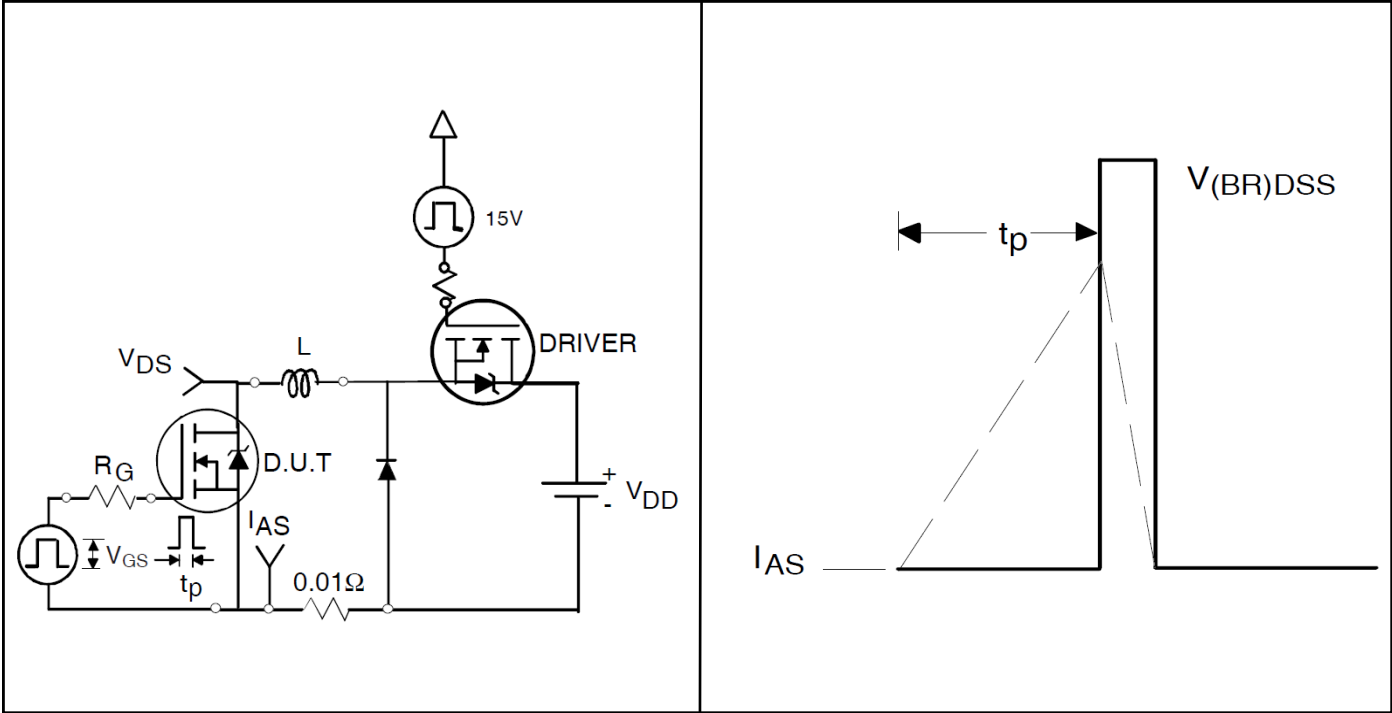 15V
DRIVER
L
VDS
D.U.T
RG
+
-
VDD
IAS
VGS
tp
0.01Ω
V(BR)DSS
tp
IAS